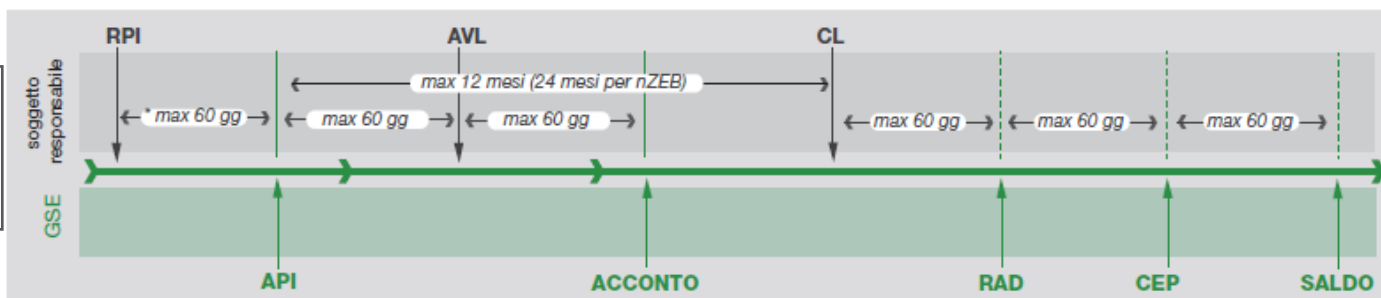 RPI AVL CL
soggetto
responsabile
max 12 mesi (24 mesi per nZEB)
* max 60 gg max 60 gg max 60 gg max 60 gg max 60 gg max 60 gg
GSE
API ACCONTO RAD CEP SALDO